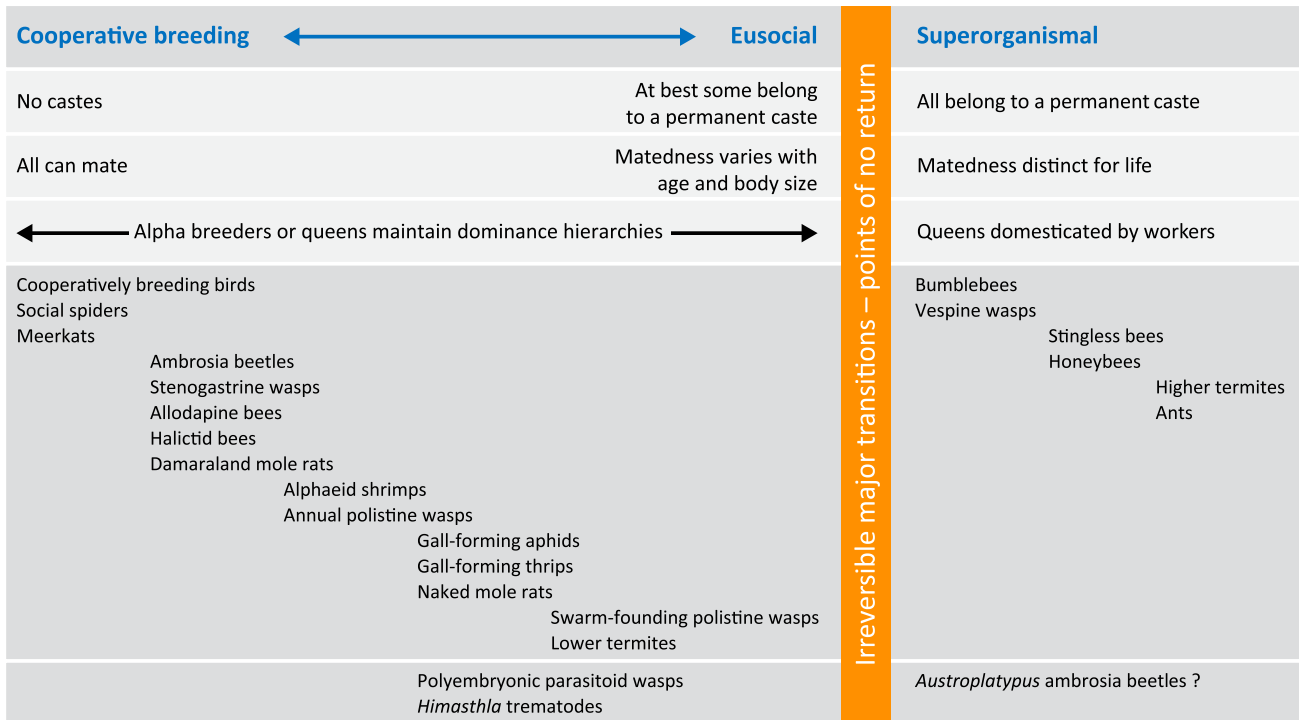 Cooperative breeding
Eusocial
Superorganismal
No castes
At best some belong
to a permanent caste
All belong to a permanent caste
All can mate
Matedness varies with
age and body size
Matedness distinct for life
Alpha breeders or queens maintain dominance hierarchies
Queens domesticated by workers
Irreversible major transitions – points of no return
Cooperatively breeding birds
Social spiders
Meerkats
Ambrosia beetles
Stenogastrine wasps
Allodapine bees
Halictid bees
Damaraland mole rats
Alphaeid shrimps
Annual polistine wasps
Gall-forming aphids
Gall-forming thrips
Naked mole rats
Swarm-founding polistine wasps
Lower termites
Bumblebees
Vespine wasps
Stingless bees
Honeybees
Higher termites
Ants
Polyembryonic parasitoid wasps
Himasthla trematodes
Austroplatypus ambrosia beetles ?